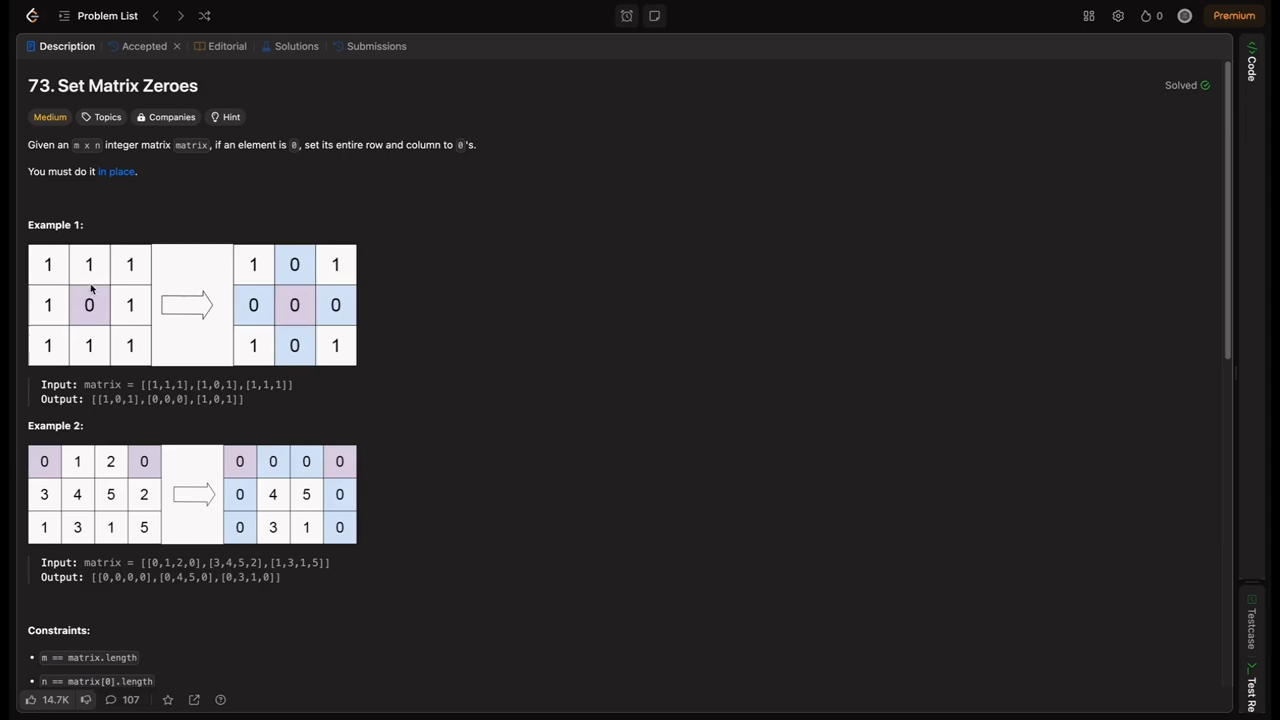 Problem List
0
Premium
Description
Accepted
Editorial
Solutions
Submissions
Code
73. Set Matrix Zeroes
Solved
Medium
Topics
Companies
Hint
Given an m x n integer matrix matrix, if an element is 0, set its entire row and column to 0's.
You must do it in place.
Example 1:
1 1 1 1 0 1
1 0 1 0 0 0
1 1 1 1 0 1
Input: matrix = [[1,1,1],[1,0,1],[1,1,1]]
Output: [[1,0,1],[0,0,0],[1,0,1]]
Example 2:
0 1 2 0 0 0 0 0
3 4 5 2 0 4 5 0
1 3 1 5 0 3 1 0
Input: matrix = [[0,1,2,0],[3,4,5,2],[1,3,1,5]]
Output: [[0,0,0,0],[0,4,5,0],[0,3,1,0]]
Constraints:
m == matrix.length
n == matrix[0].length
Testcase
Test Re
14.7K
107